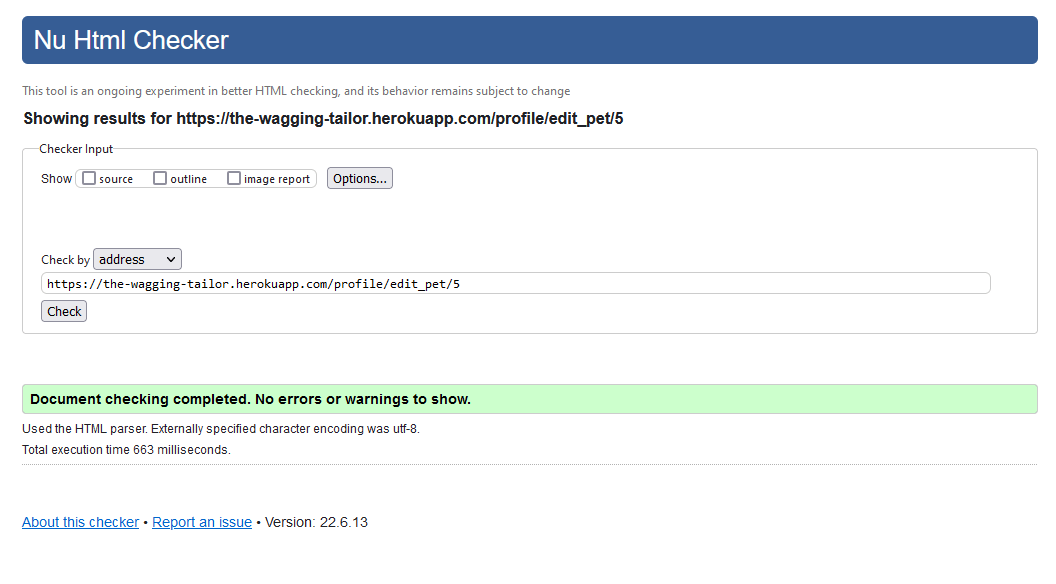 Nu Html Checker
This tool is an ongoing experiment in better HTML checking, and its behavior remains subject to change
Showing results for https://the-wagging-tailor.herokuapp.com/profile/edit_pet/5
Checker Input
Show source outline image report Options...
Check by address
https://the-wagging-tailor.herokuapp.com/profile/edit_pet/5
Check
Document checking completed. No errors or warnings to show.
Used the HTML parser. Externally specified character encoding was utf-8.
Total execution time 663 milliseconds.
About this checker • Report an issue • Version: 22.6.13